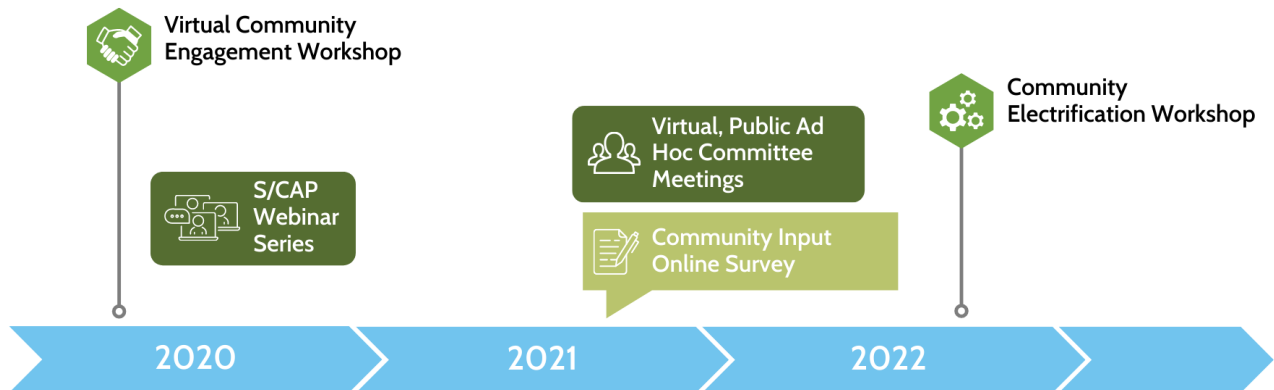 Virtual Community
Engagement Workshop
S/CAP
Webinar
Series
Virtual, Public Ad
Hoc Committee
Meetings
Community Input
Online Survey
Community
Electrification Workshop
2020
2021
2022